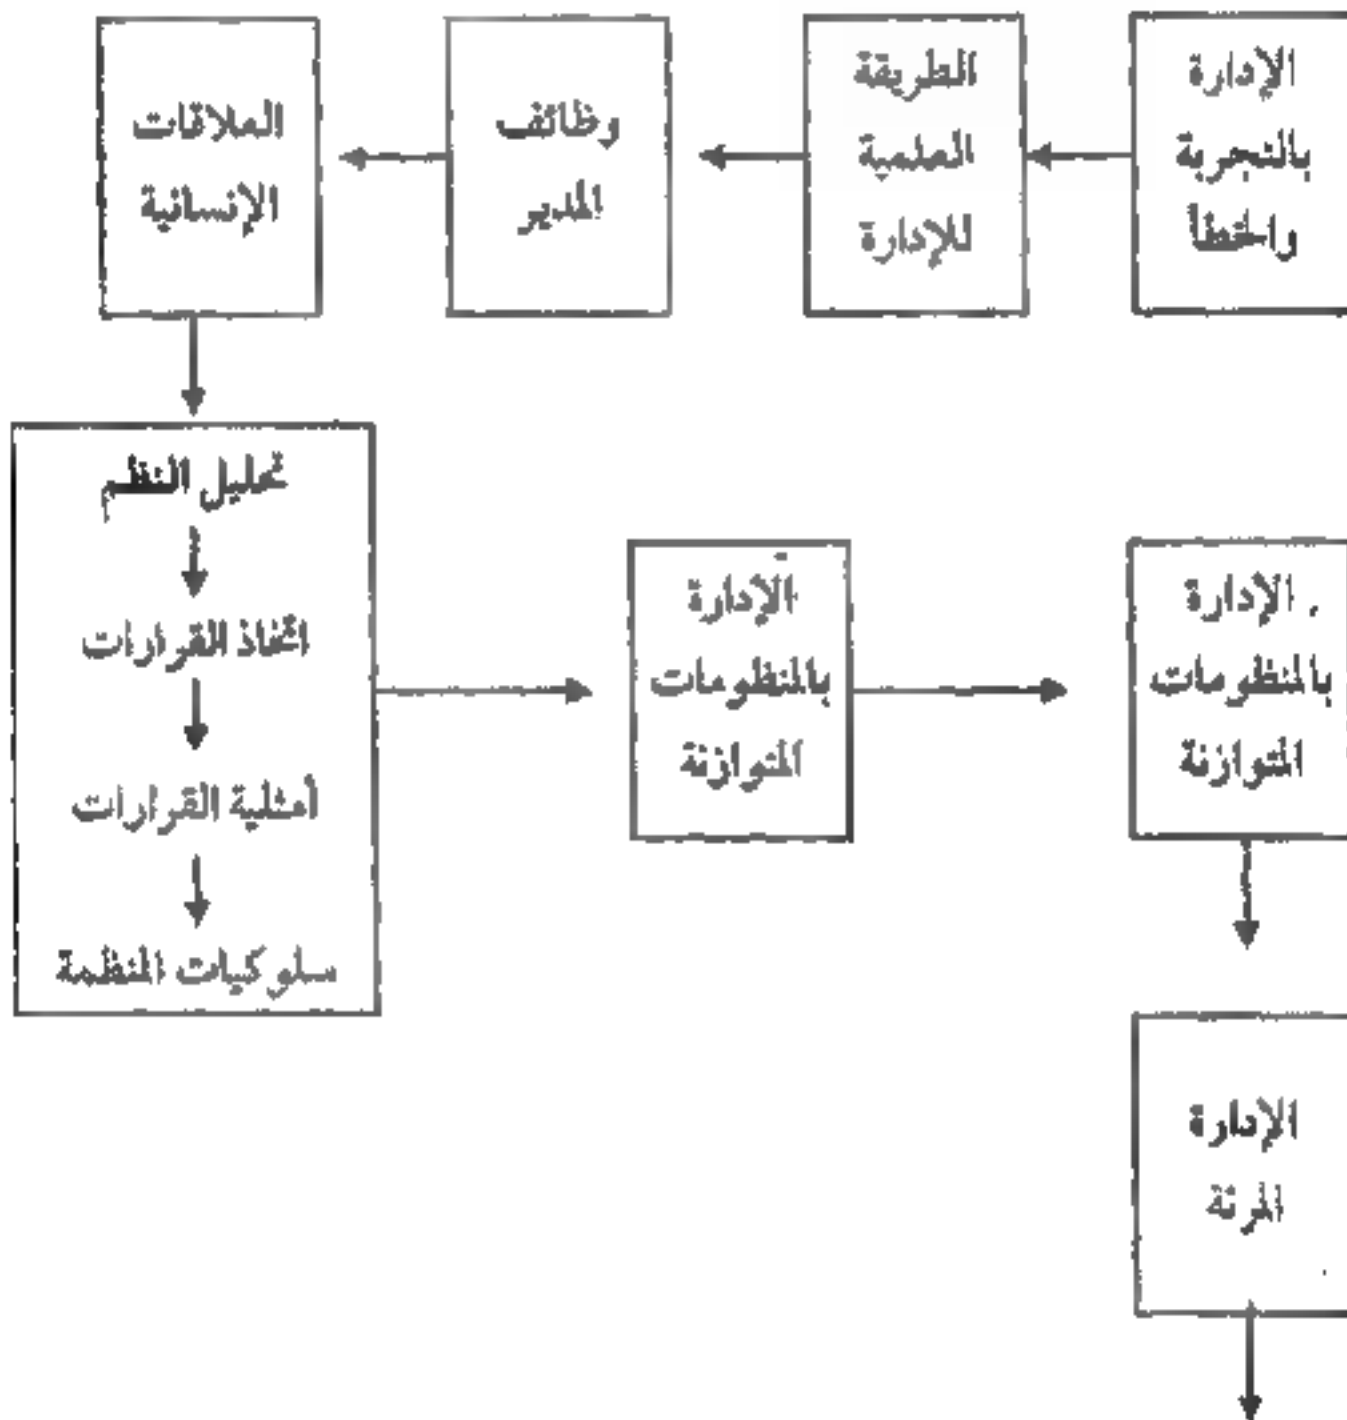 الإدارة
بالتجربة
والخطأ
الطريقة
العلمية
للإدارة
وظائف
المدير
العلاقات
الإنسانية
تحليل النظم
اتخاذ القرارات
أمثلية القرارات
سلوكيات المنظمة
الإدارة
بالمنظومات
المتوازنة
الإدارة
بالمنظومات
المتوازنة
الإدارة
المرنة